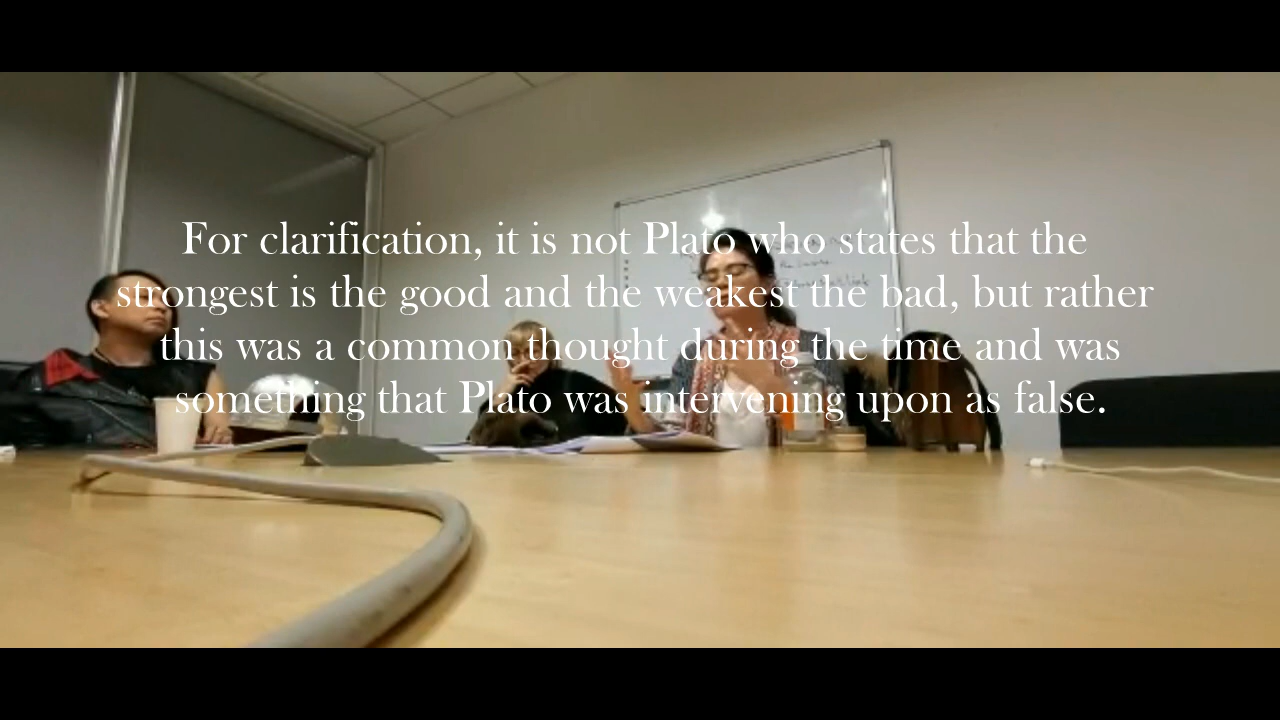 For clarification, it is not Plato who states that the
strongest is the good and the weakest the bad, but rather
this was a common thought during the time and was
something that Plato was intervening upon as false.